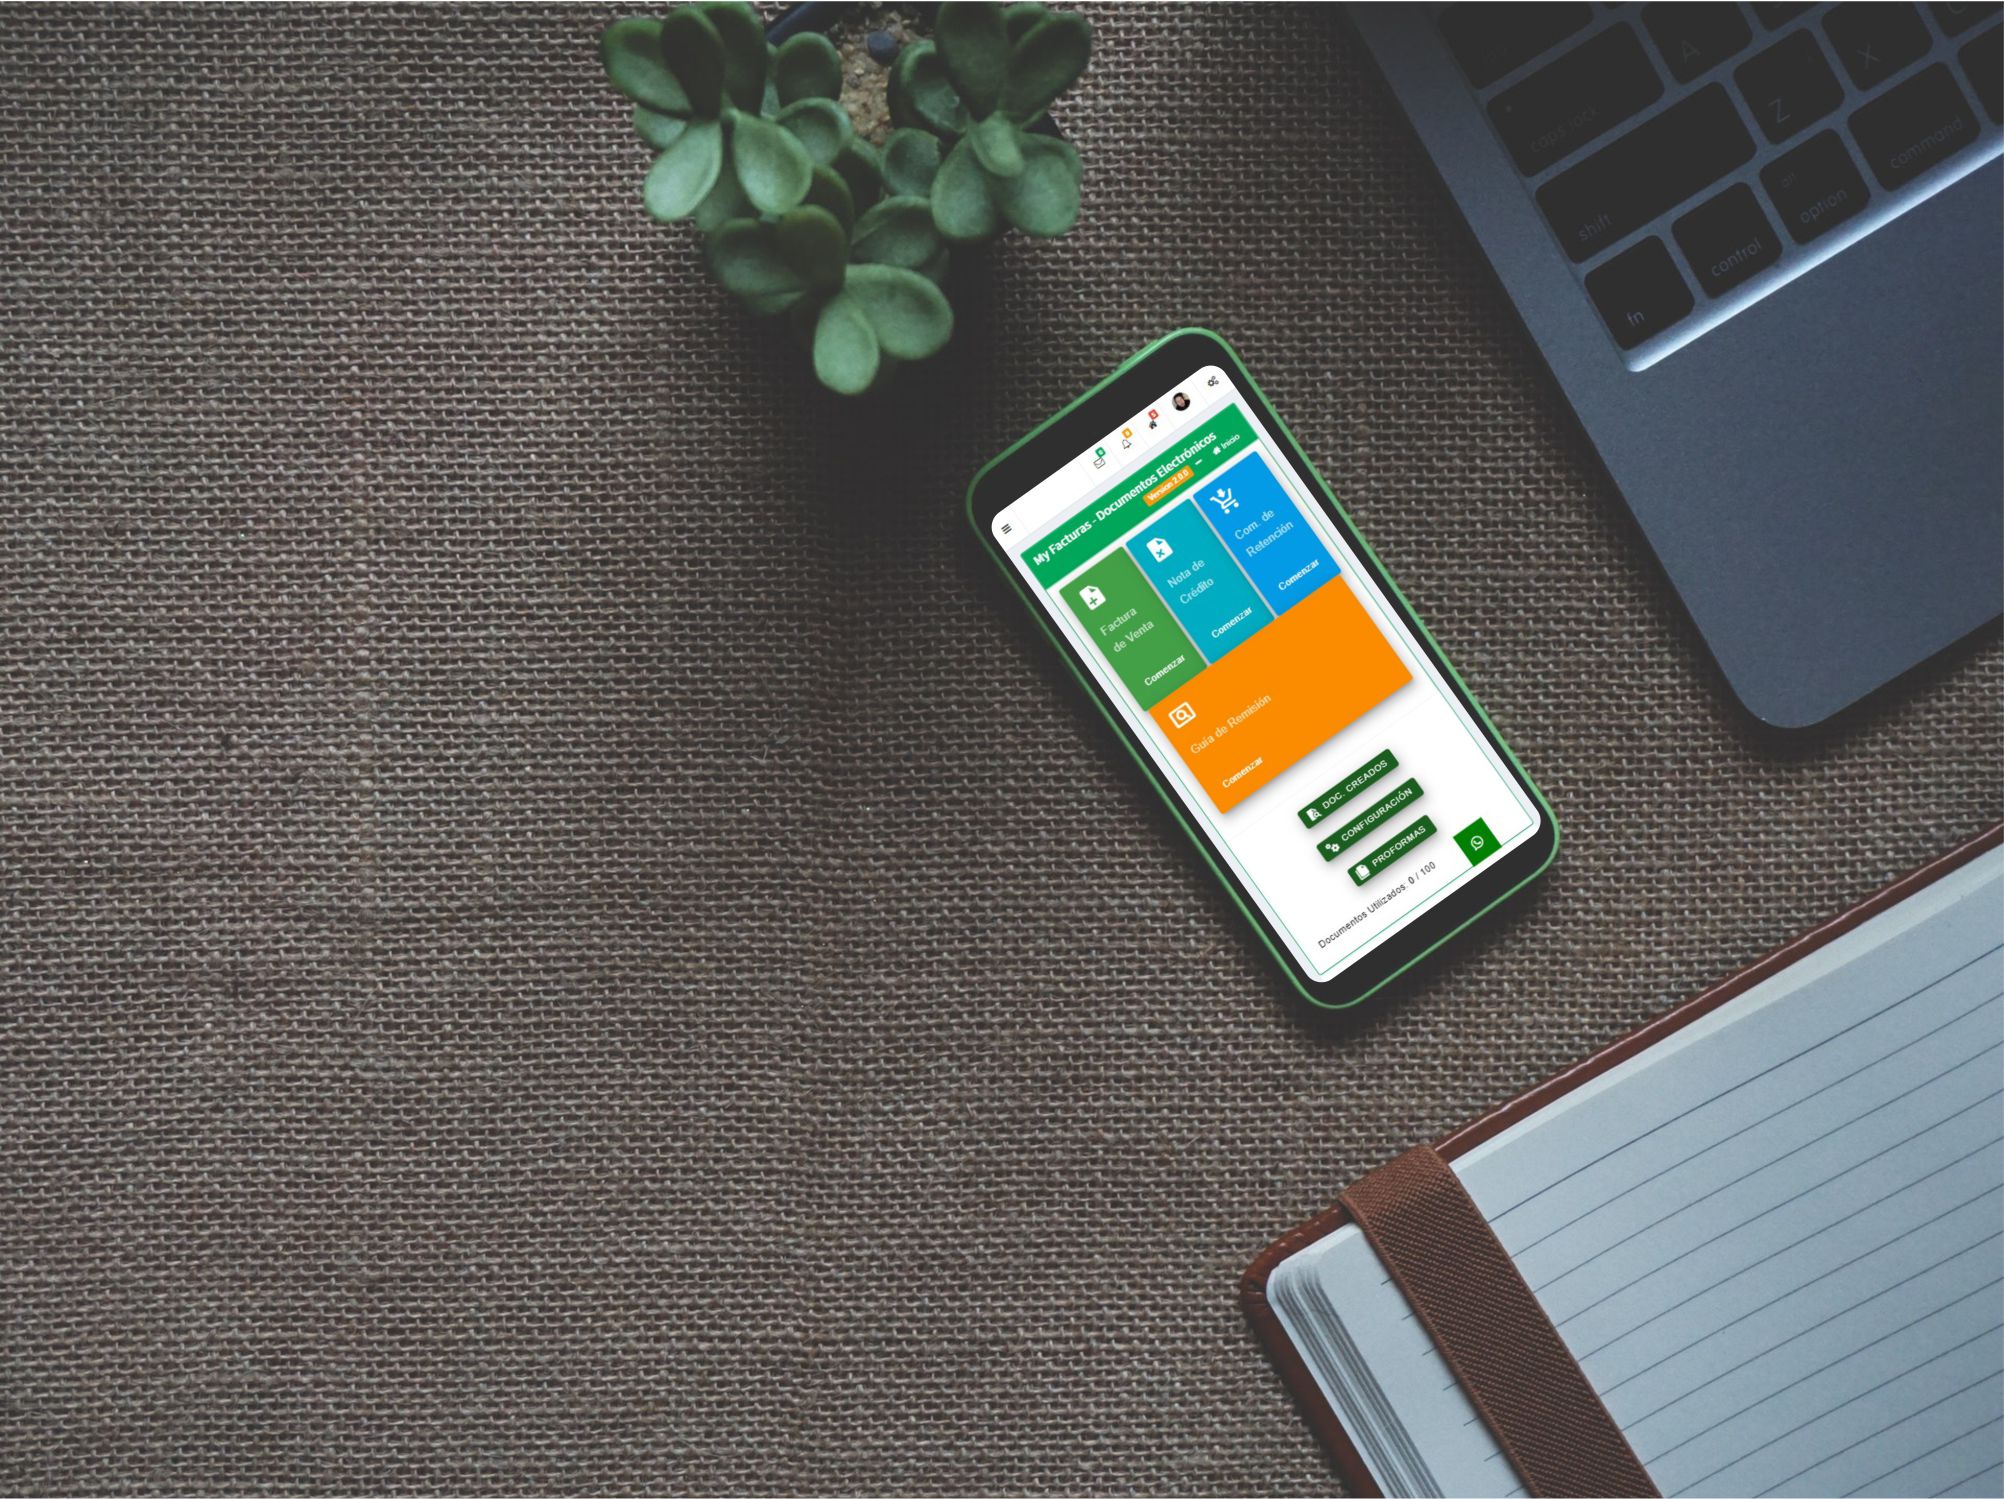 A
X
caps lock
Z
command
shift
alt
option
control
fn
My Facturas - Documentos Electrónicos
Version 2.0.0
Inicio
Factura
de Venta
Comenzar
Nota de
Crédito
Comenzar
Com. de
Retención
Comenzar
Guía de Remisión
Comenzar
DOC. CREADOS
CONFIGURACIÓN
PROFORMAS
Documentos Utilizados: 0 / 100